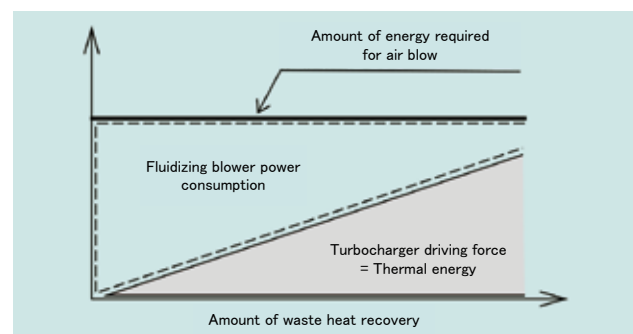 Amount of energy required
for air blow
Fluidizing blower power
consumption
Turbocharger driving force
= Thermal energy
Amount of waste heat recovery